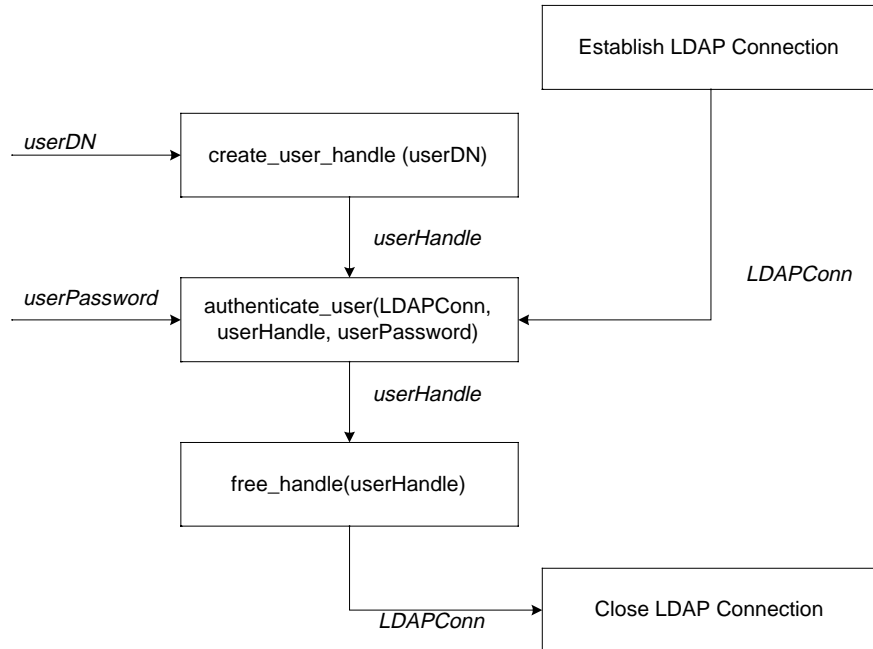 Establish LDAP Connection
userDN
create_user_handle (userDN)
userHandle
LDAPConn
userPassword
authenticate_user(LDAPConn,
userHandle, userPassword)
userHandle
free_handle(userHandle)
LDAPConn
Close LDAP Connection